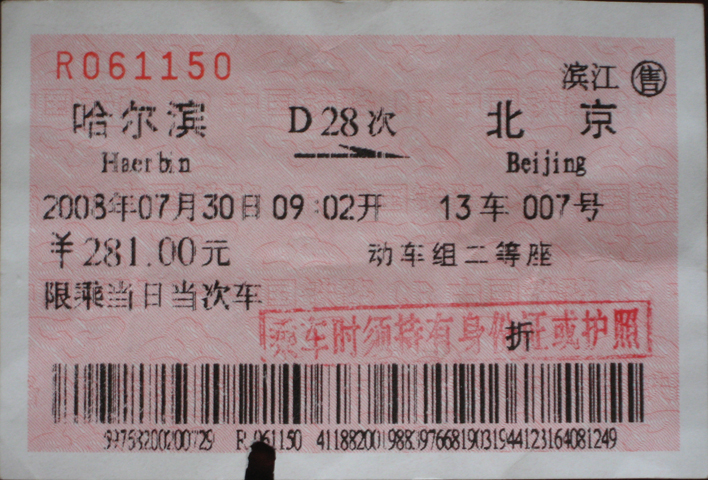 R061150
滨江 售
哈尔滨 D28次 北京
Haerbin Beijing
2008年07月30日 09:02开 13车 007号
￥281.00元 动车组二等座
限乘当日当次车
乘车时须持有身份证或护照
折
R 061150